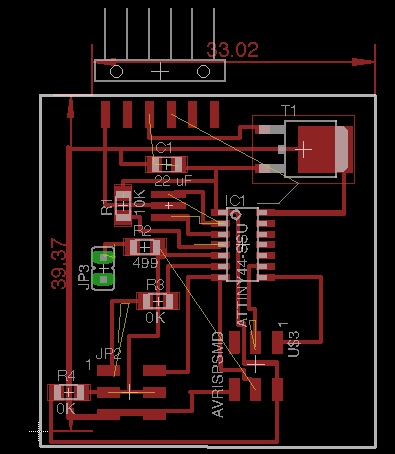 33.02
T1
C1
22 uF
R1
10K
IC1
ATTINY44-SSU
R2
499
39.37
JP3
R3
0K
JP2
1
1
U$3
AVRISPSMD
R4
0K